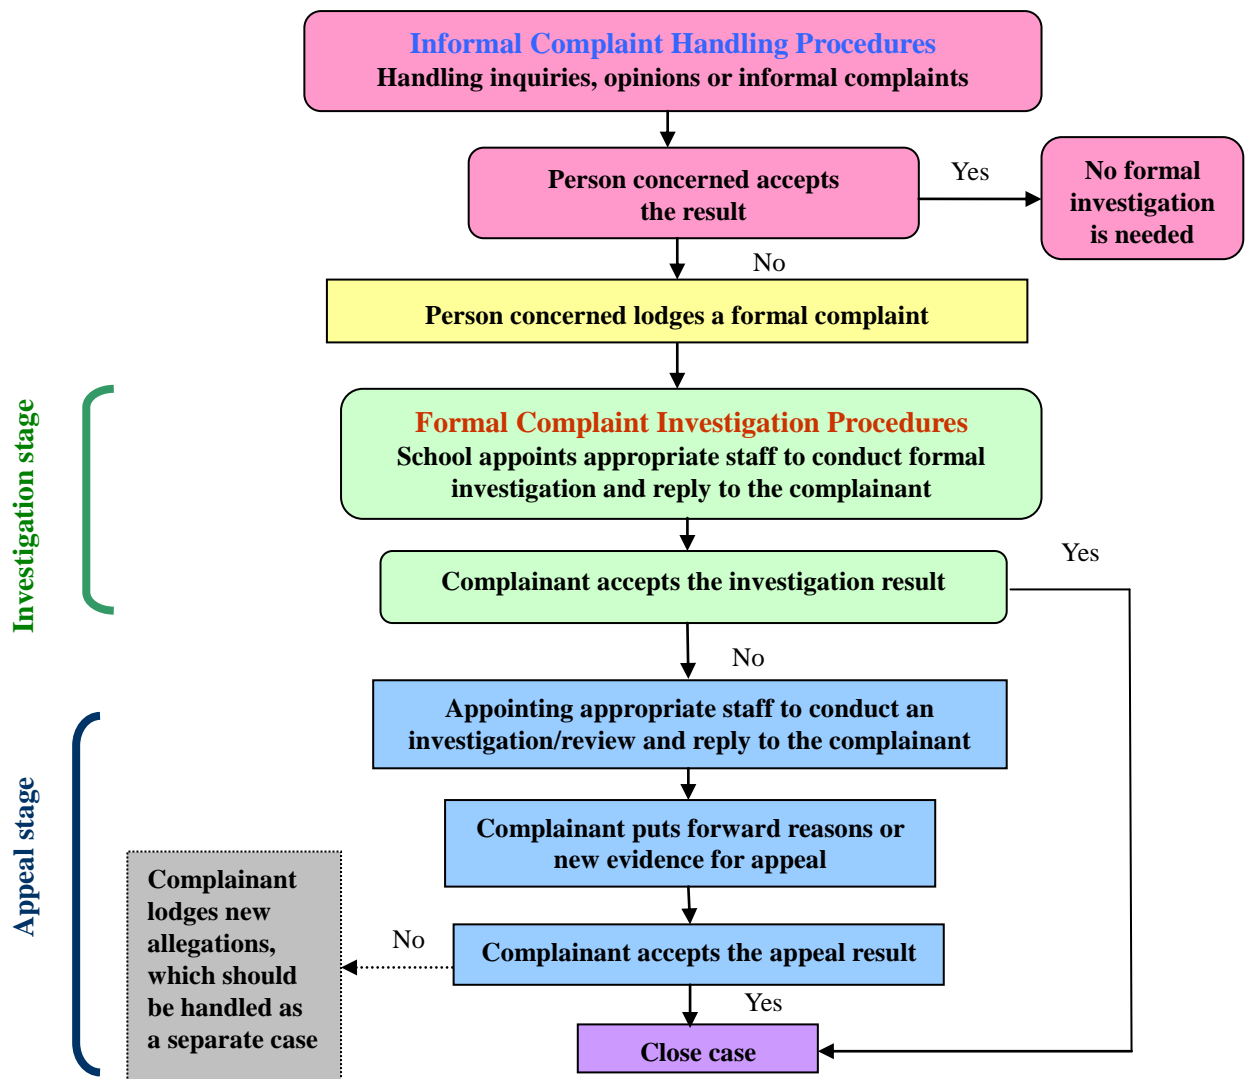 Informal Complaint Handling Procedures
Handling inquiries, opinions or informal complaints
Person concerned accepts
the result
Yes
No formal
investigation
is needed
No
Person concerned lodges a formal complaint
Investigation stage
Formal Complaint Investigation Procedures
School appoints appropriate staff to conduct formal
investigation and reply to the complainant
Complainant accepts the investigation result
Yes
No
Appeal stage
Appointing appropriate staff to conduct an
investigation/review and reply to the complainant
Complainant puts forward reasons or
new evidence for appeal
Complainant accepts the appeal result
No
Complainant
lodges new
allegations,
which should
be handled as
a separate case
Yes
Close case